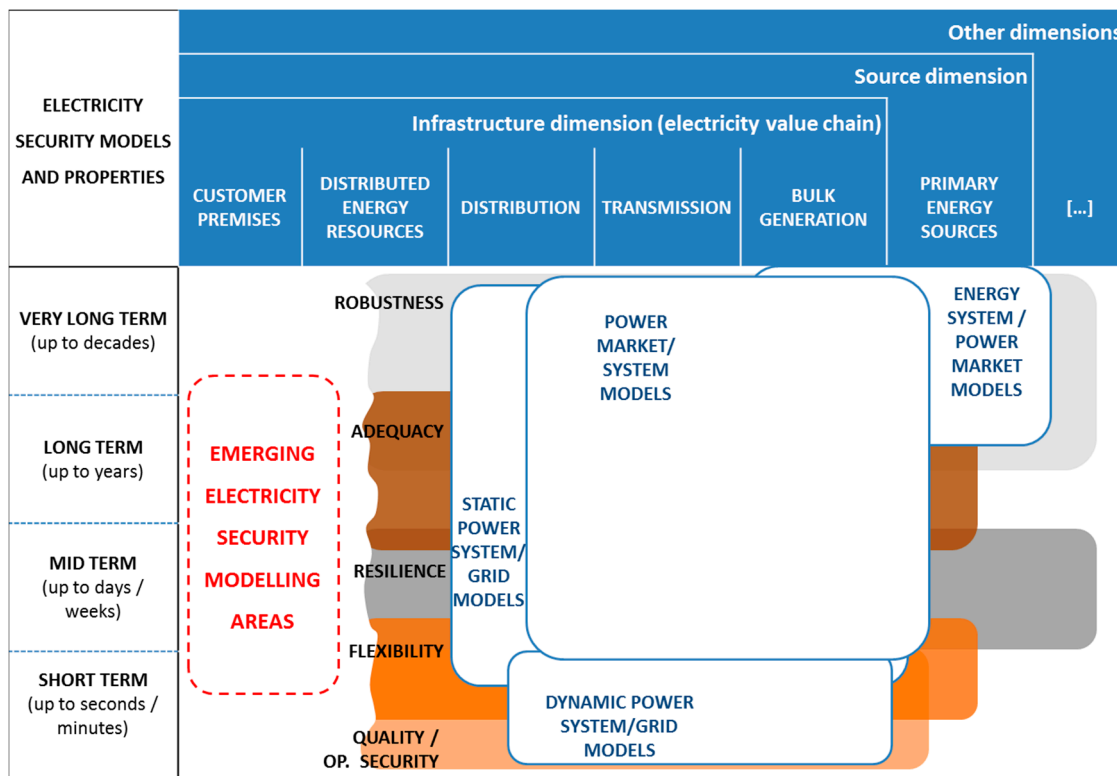 Other dimensions
Source dimension
Infrastructure dimension (electricity value chain)
ELECTRICITY
SECURITY MODELS
AND PROPERTIES
CUSTOMER
PREMISES
DISTRIBUTED
ENERGY
RESOURCES
DISTRIBUTION
TRANSMISSION
BULK
GENERATION
PRIMARY
ENERGY
SOURCES
[...]
VERY LONG TERM
(up to decades)
LONG TERM
(up to years)
MID TERM
(up to days /
weeks)
SHORT TERM
(up to seconds /
minutes)
EMERGING
ELECTRICITY
SECURITY
MODELLING
AREAS
ROBUSTNESS
ADEQUACY
RESILIENCE
FLEXIBILITY
QUALITY /
OP. SECURITY
STATIC
POWER
SYSTEM/
GRID
MODELS
POWER
MARKET/
SYSTEM
MODELS
ENERGY
SYSTEM /
POWER
MARKET
MODELS
DYNAMIC POWER
SYSTEM/GRID
MODELS